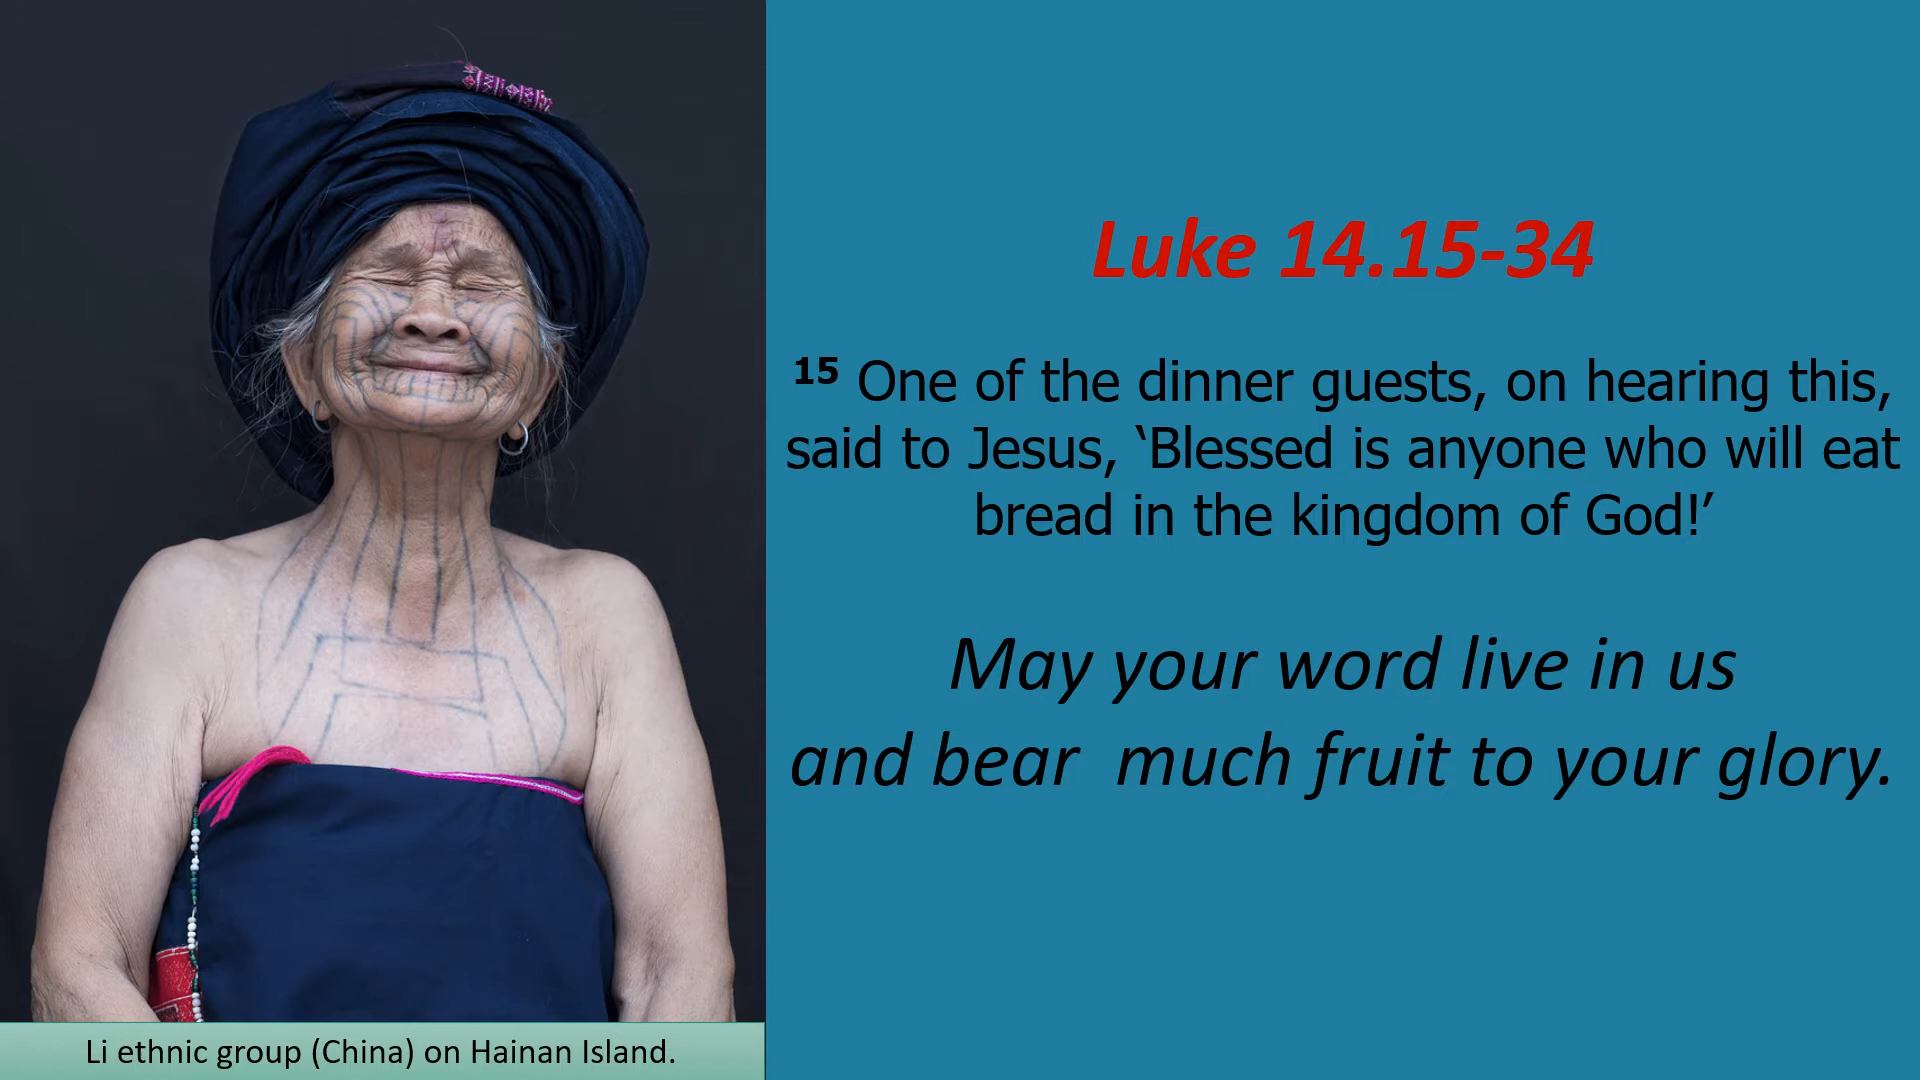 Luke 14.15-34
15 One of the dinner guests, on hearing this,
said to Jesus, ‘Blessed is anyone who will eat
bread in the kingdom of God!’
May your word live in us
and bear  much fruit to your glory.
Li ethnic group (China) on Hainan Island.